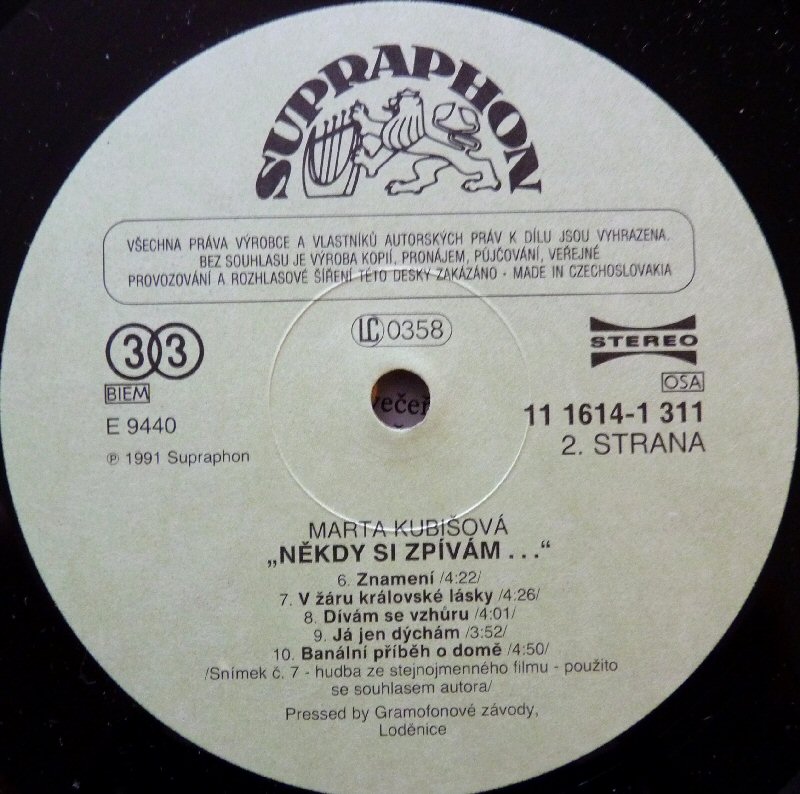 SUPRAPHON
VŠECHNA PRÁVA VÝROBCE A VLASTNÍKŮ AUTORSKÝCH PRÁV K DÍLU JSOU VYHRAZENA.
BEZ SOUHLASU JE VÝROBA KOPIÍ, PRONÁJEM, PŮJČOVÁNÍ, VEŘEJNÉ
PROVOZOVÁNÍ A ROZHLASOVÉ ŠÍŘENÍ TÉTO DESKY ZAKÁZÁNO · MADE IN CZECHOSLOVAKIA
LC 0358
33
STEREO
BIEM
OSA
E 9440
11 1614-1 311
℗ 1991 Supraphon
2. STRANA
večeř
MARTA KUBIŠOVÁ
„NĚKDY SI ZPÍVÁM ...“
6. Znamení /4:22/
7. V žáru královské lásky /4:26/
8. Dívám se vzhůru /4:01/
9. Já jen dýchám /3:52/
10. Banální příběh o domě /4:50/
/Snímek č. 7 - hudba ze stejnojmenného filmu - použito
se souhlasem autora/
Pressed by Gramofonové závody,
Loděnice